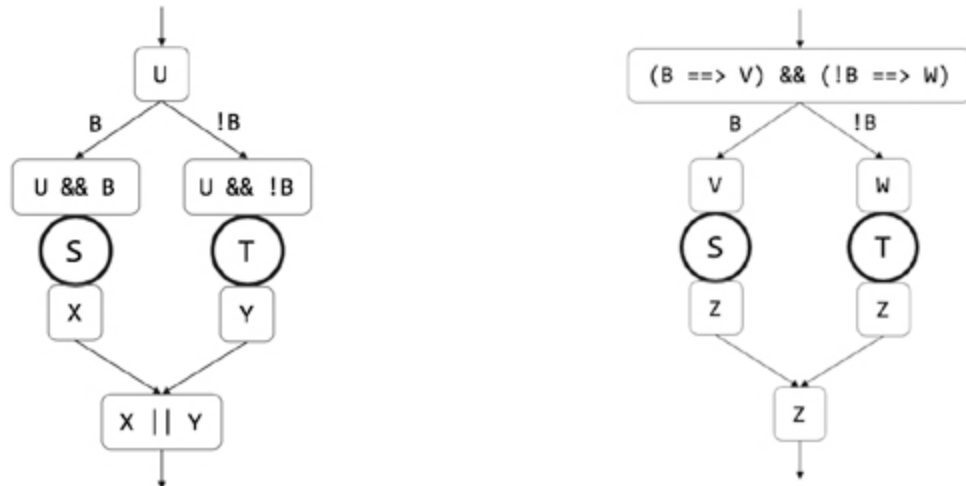 U
B !B
U && B U && !B
S T
X Y
X || Y
(B ==> V) && (!B ==> W)
B !B
V W
S T
Z Z
Z